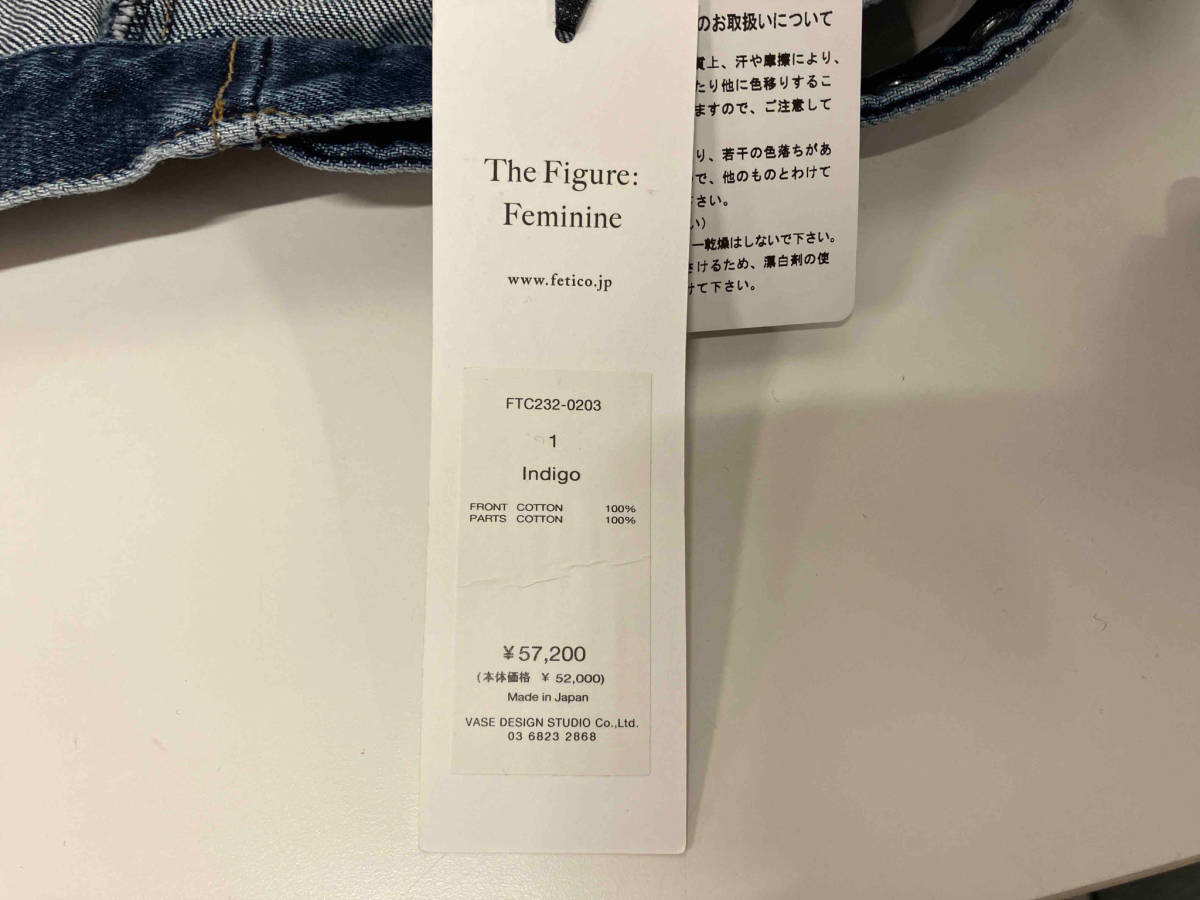 The Figure:
Feminine
www.fetico.jp
FTC232-0203
1
Indigo
FRONT COTTON 100%
PARTS COTTON 100%
¥57,200
(本体価格 ¥ 52,000)
Made in Japan
VASE DESIGN STUDIO Co.,Ltd.
03 6823 2868
のお取扱いについて
質上、汗や摩擦により、
たり他に色移りするこ
ますので、ご注意して
り、若干の色落ちがあ
で、他のものとわけて
さい。
い)
ー乾燥はしないで下さい。
さけるため、漂白剤の使
けて下さい。